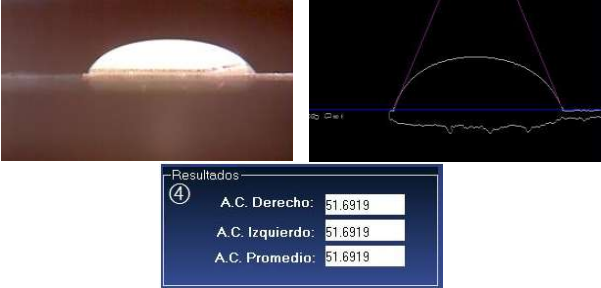 Resultados
④
A.C. Derecho: 51.6919
A.C. Izquierdo: 51.6919
A.C. Promedio: 51.6919